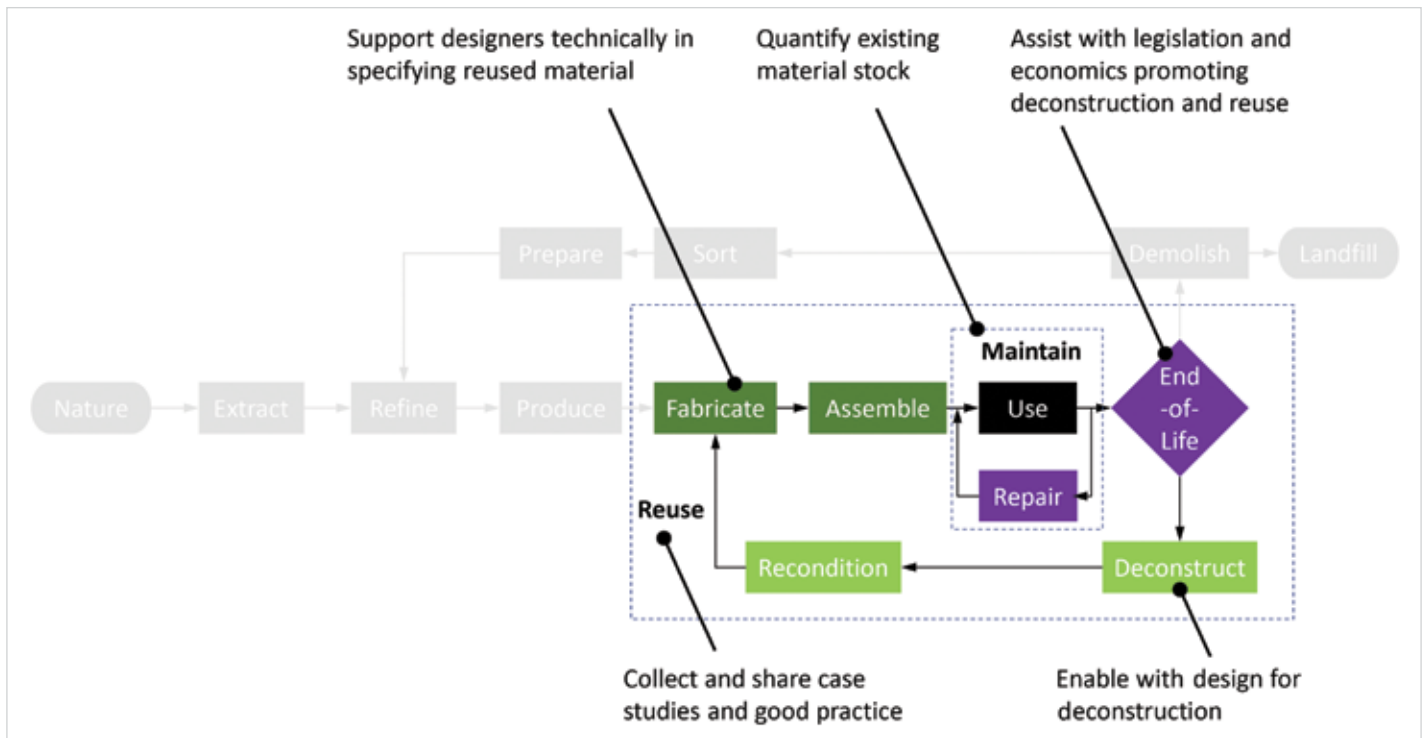 Support designers technically in
specifying reused material
Quantify existing
material stock
Assist with legislation and
economics promoting
deconstruction and reuse
Prepare
Sort
Demolish
Landfill
Maintain
Nature
Extract
Refine
Produce
Fabricate
Assemble
Use
End
-of-
Life
Repair
Reuse
Recondition
Deconstruct
Collect and share case
studies and good practice
Enable with design for
deconstruction